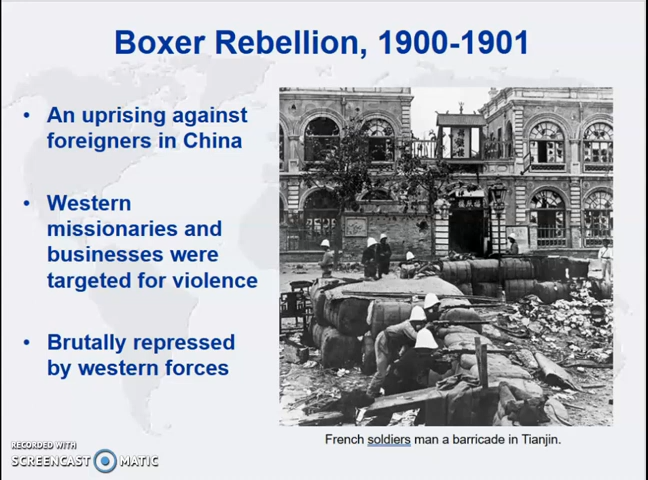 Boxer Rebellion, 1900-1901
• An uprising against
foreigners in China
• Western
missionaries and
businesses were
targeted for violence
• Brutally repressed
by western forces
French soldiers man a barricade in Tianjin.
RECORDED WITH
SCREENCAST MATIC